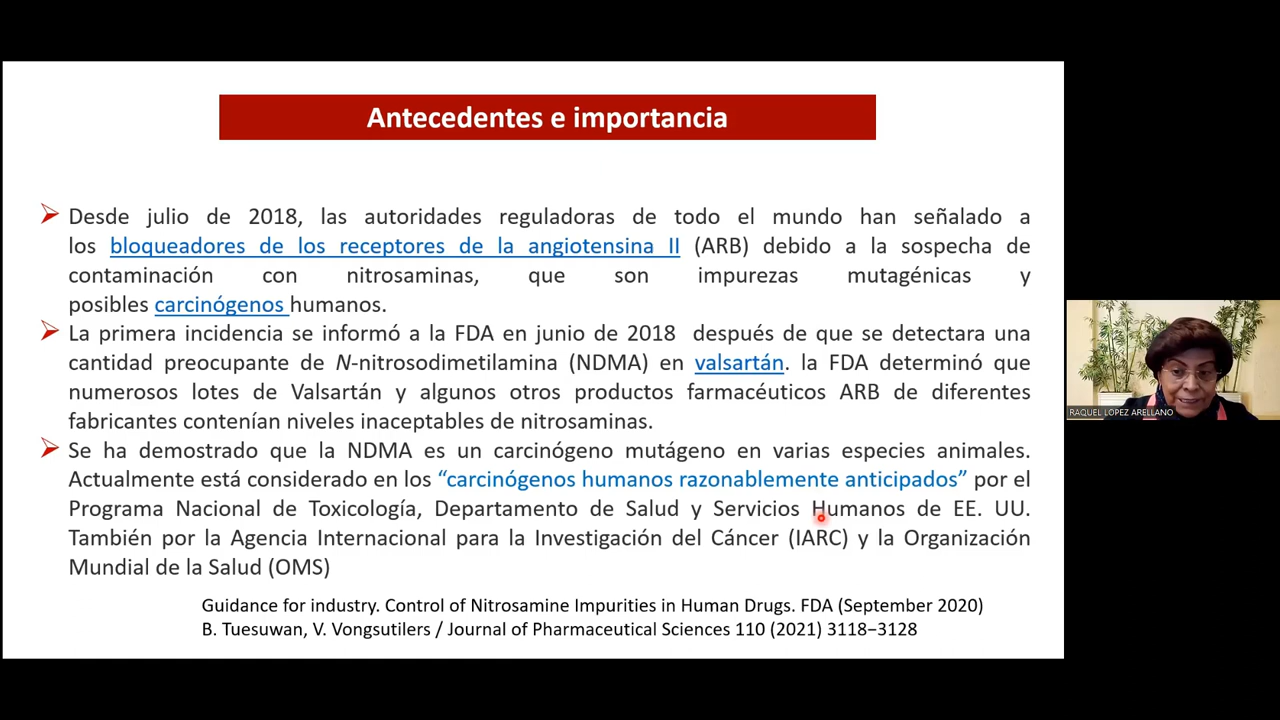 Antecedentes e importancia
Desde julio de 2018, las autoridades reguladoras de todo el mundo han señalado a
los bloqueadores de los receptores de la angiotensina II (ARB) debido a la sospecha de
contaminación con nitrosaminas, que son impurezas mutagénicas y
posibles carcinógenos humanos.
La primera incidencia se informó a la FDA en junio de 2018 después de que se detectara una
cantidad preocupante de N-nitrosodimetilamina (NDMA) en valsartán. la FDA determinó que
numerosos lotes de Valsartán y algunos otros productos farmacéuticos ARB de diferentes
fabricantes contenían niveles inaceptables de nitrosaminas.
Se ha demostrado que la NDMA es un carcinógeno mutágeno en varias especies animales.
Actualmente está considerado en los “carcinógenos humanos razonablemente anticipados” por el
Programa Nacional de Toxicología, Departamento de Salud y Servicios Humanos de EE. UU.
También por la Agencia Internacional para la Investigación del Cáncer (IARC) y la Organización
Mundial de la Salud (OMS)
Guidance for industry. Control of Nitrosamine Impurities in Human Drugs. FDA (September 2020)
B. Tuesuwan, V. Vongsutilers / Journal of Pharmaceutical Sciences 110 (2021) 3118−3128
RAQUEL LOPEZ ARELLANO